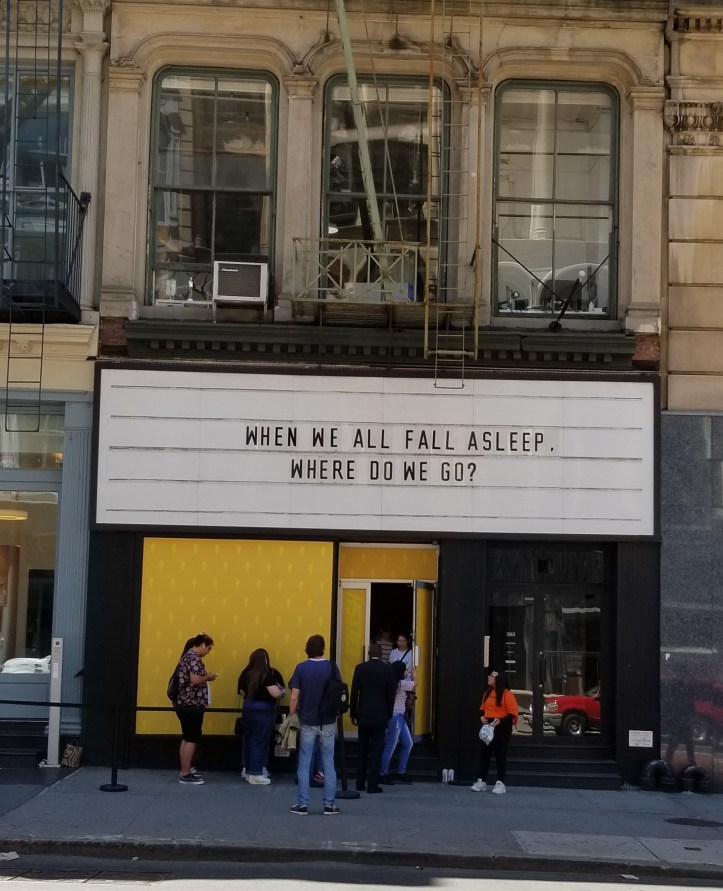 WHEN WE ALL FALL ASLEEP,
WHERE DO WE GO?